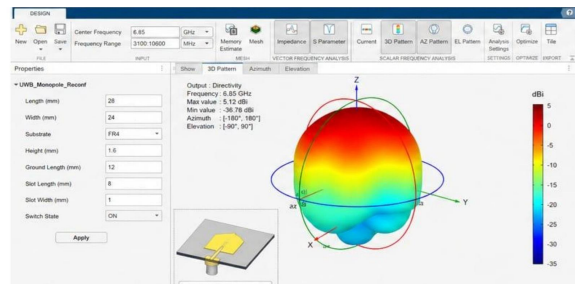 DESIGN
?
New Open Save
Center Frequency 6.85 GHz
Frequency Range 3100:10600 MHz
Memory Estimate
Mesh
Impedance
S Parameter
Current
3D Pattern
AZ Pattern
EL Pattern
Analysis Settings
Optimize
Tile
FILE INPUT MESH VECTOR FREQUENCY ANALYSIS SCALAR FREQUENCY ANALYSIS SETTINGS OPTIMIZE EXPORT
Properties
Show 3D Pattern Azimuth Elevation
UWB_Monopole_Reconf
Length (mm) 28
Width (mm) 24
Substrate FR4
Height (mm) 1.6
Ground Length (mm) 12
Slot Length (mm) 8
Slot Width (mm) 1
Switch State ON
Apply
Output : Directivity
Frequency : 6.85 GHz
Max value : 5.12 dBi
Min value : -36.76 dBi
Azimuth : [-180°, 180°]
Elevation : [-90°, 90°]
Z
az
Y
X
dBi
5
0
-5
-10
-15
-20
-25
-30
-35